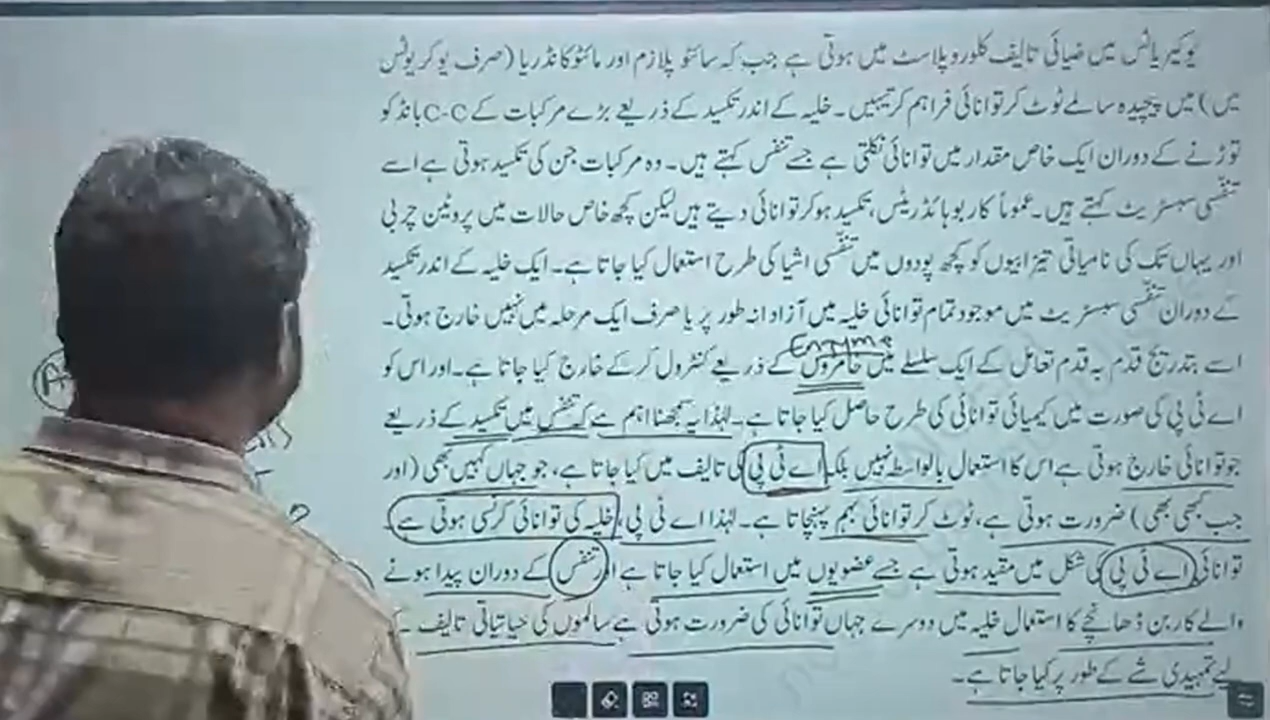 یوکیریاٹس میں ضیائی تالیف کلوروپلاسٹ میں ہوتی ہے جب کہ سائٹو پلازم اور مائٹوکانڈریا (صرف یوکریوٹس
میں) میں پیچیدہ سالمے ٹوٹ کر توانائی فراہم کرتیہیں۔ خلیہ کے اندر تکسید کے ذریعے بڑے مرکبات کے C-C بانڈ کو
توڑنے کے دوران ایک خاص مقدار میں توانائی نکلتی ہے جسے تنفس کہتے ہیں۔ وہ مرکبات جن کی تکسید ہوتی ہے اسے
تنفّسی سبسٹریٹ کہتے ہیں۔ عموماً کاربوہائڈریٹس، تکسید ہوکر توانائی دیتے ہیں لیکن کچھ خاص حالات میں پروٹین چربی
اور یہاں تک کی نامیاتی تیزابیوں کو کچھ پودوں میں تنفّسی اشیا کی طرح استعمال کیا جاتا ہے۔ ایک خلیہ کے اندر تکسید
کے دوران تنفّسی سبسٹریٹ میں موجود تمام توانائی خلیہ میں آزادانہ طور پر یا صرف ایک مرحلہ میں نہیں خارج ہوتی۔
Enzyme
اسے بتدریج قدم بہ قدم تعامل کے ایک سلسلے میں خامروں کے ذریعے کنٹرول کرکے خارج کیا جاتا ہے۔ اور اس کو
اے ٹی پی کی صورت میں کیمیائی توانائی کی طرح حاصل کیا جاتا ہے۔ لہٰذا یہ سمجھنا اہم ہے کہ تنفس میں تکسید کے ذریعے
جو توانائی خارج ہوتی ہے اس کا استعمال بالواسطہ نہیں بلکہ اے ٹی پی کی تالیف میں کیا جاتا ہے، جو جہاں کہیں بھی (اور
جب کبھی بھی) ضرورت ہوتی ہے، ٹوٹ کر توانائی بہم پہنچاتا ہے۔ لہٰذا اے ٹی پی، خلیہ کی توانائی کرنسی ہوتی ہے۔
توانائی اے ٹی پی کی شکل میں مقید ہوتی ہے جسے عضویوں میں استعمال کیا جاتا ہے اور تنفس کے دوران پیدا ہونے
والے کاربن ڈھانچے کا استعمال خلیہ میں دوسرے جہاں توانائی کی ضرورت ہوتی ہے سالموں کی حیاتیاتی تالیف کے
لیے تمہیدی شے کے طور پر کیا جاتا ہے۔